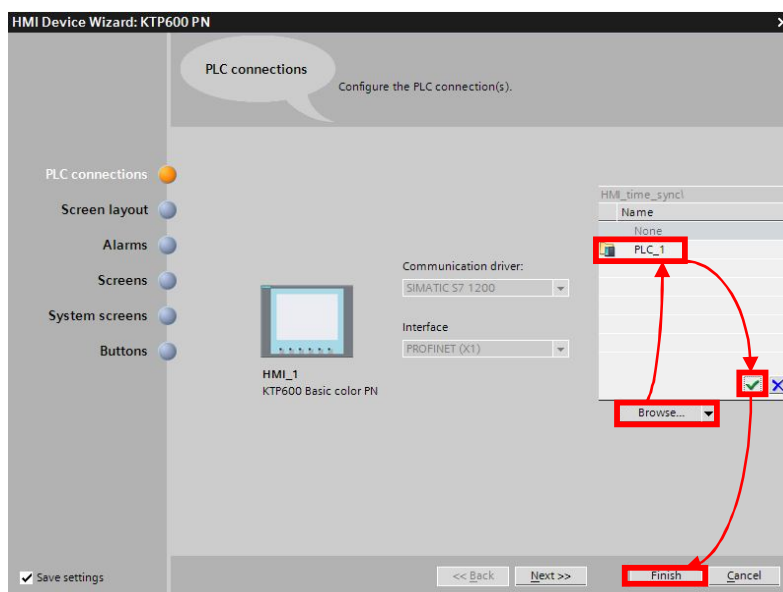 HMI Device Wizard: KTP600 PN
PLC connections
Configure the PLC connection(s).
PLC connections
Screen layout
Alarms
Screens
System screens
Buttons
HMI_1
KTP600 Basic color PN
Communication driver:
SIMATIC S7 1200
Interface
PROFINET (X1)
HMI_time_sync\
Name
None
PLC_1
Browse...
Save settings
<< Back
Next >>
Finish
Cancel